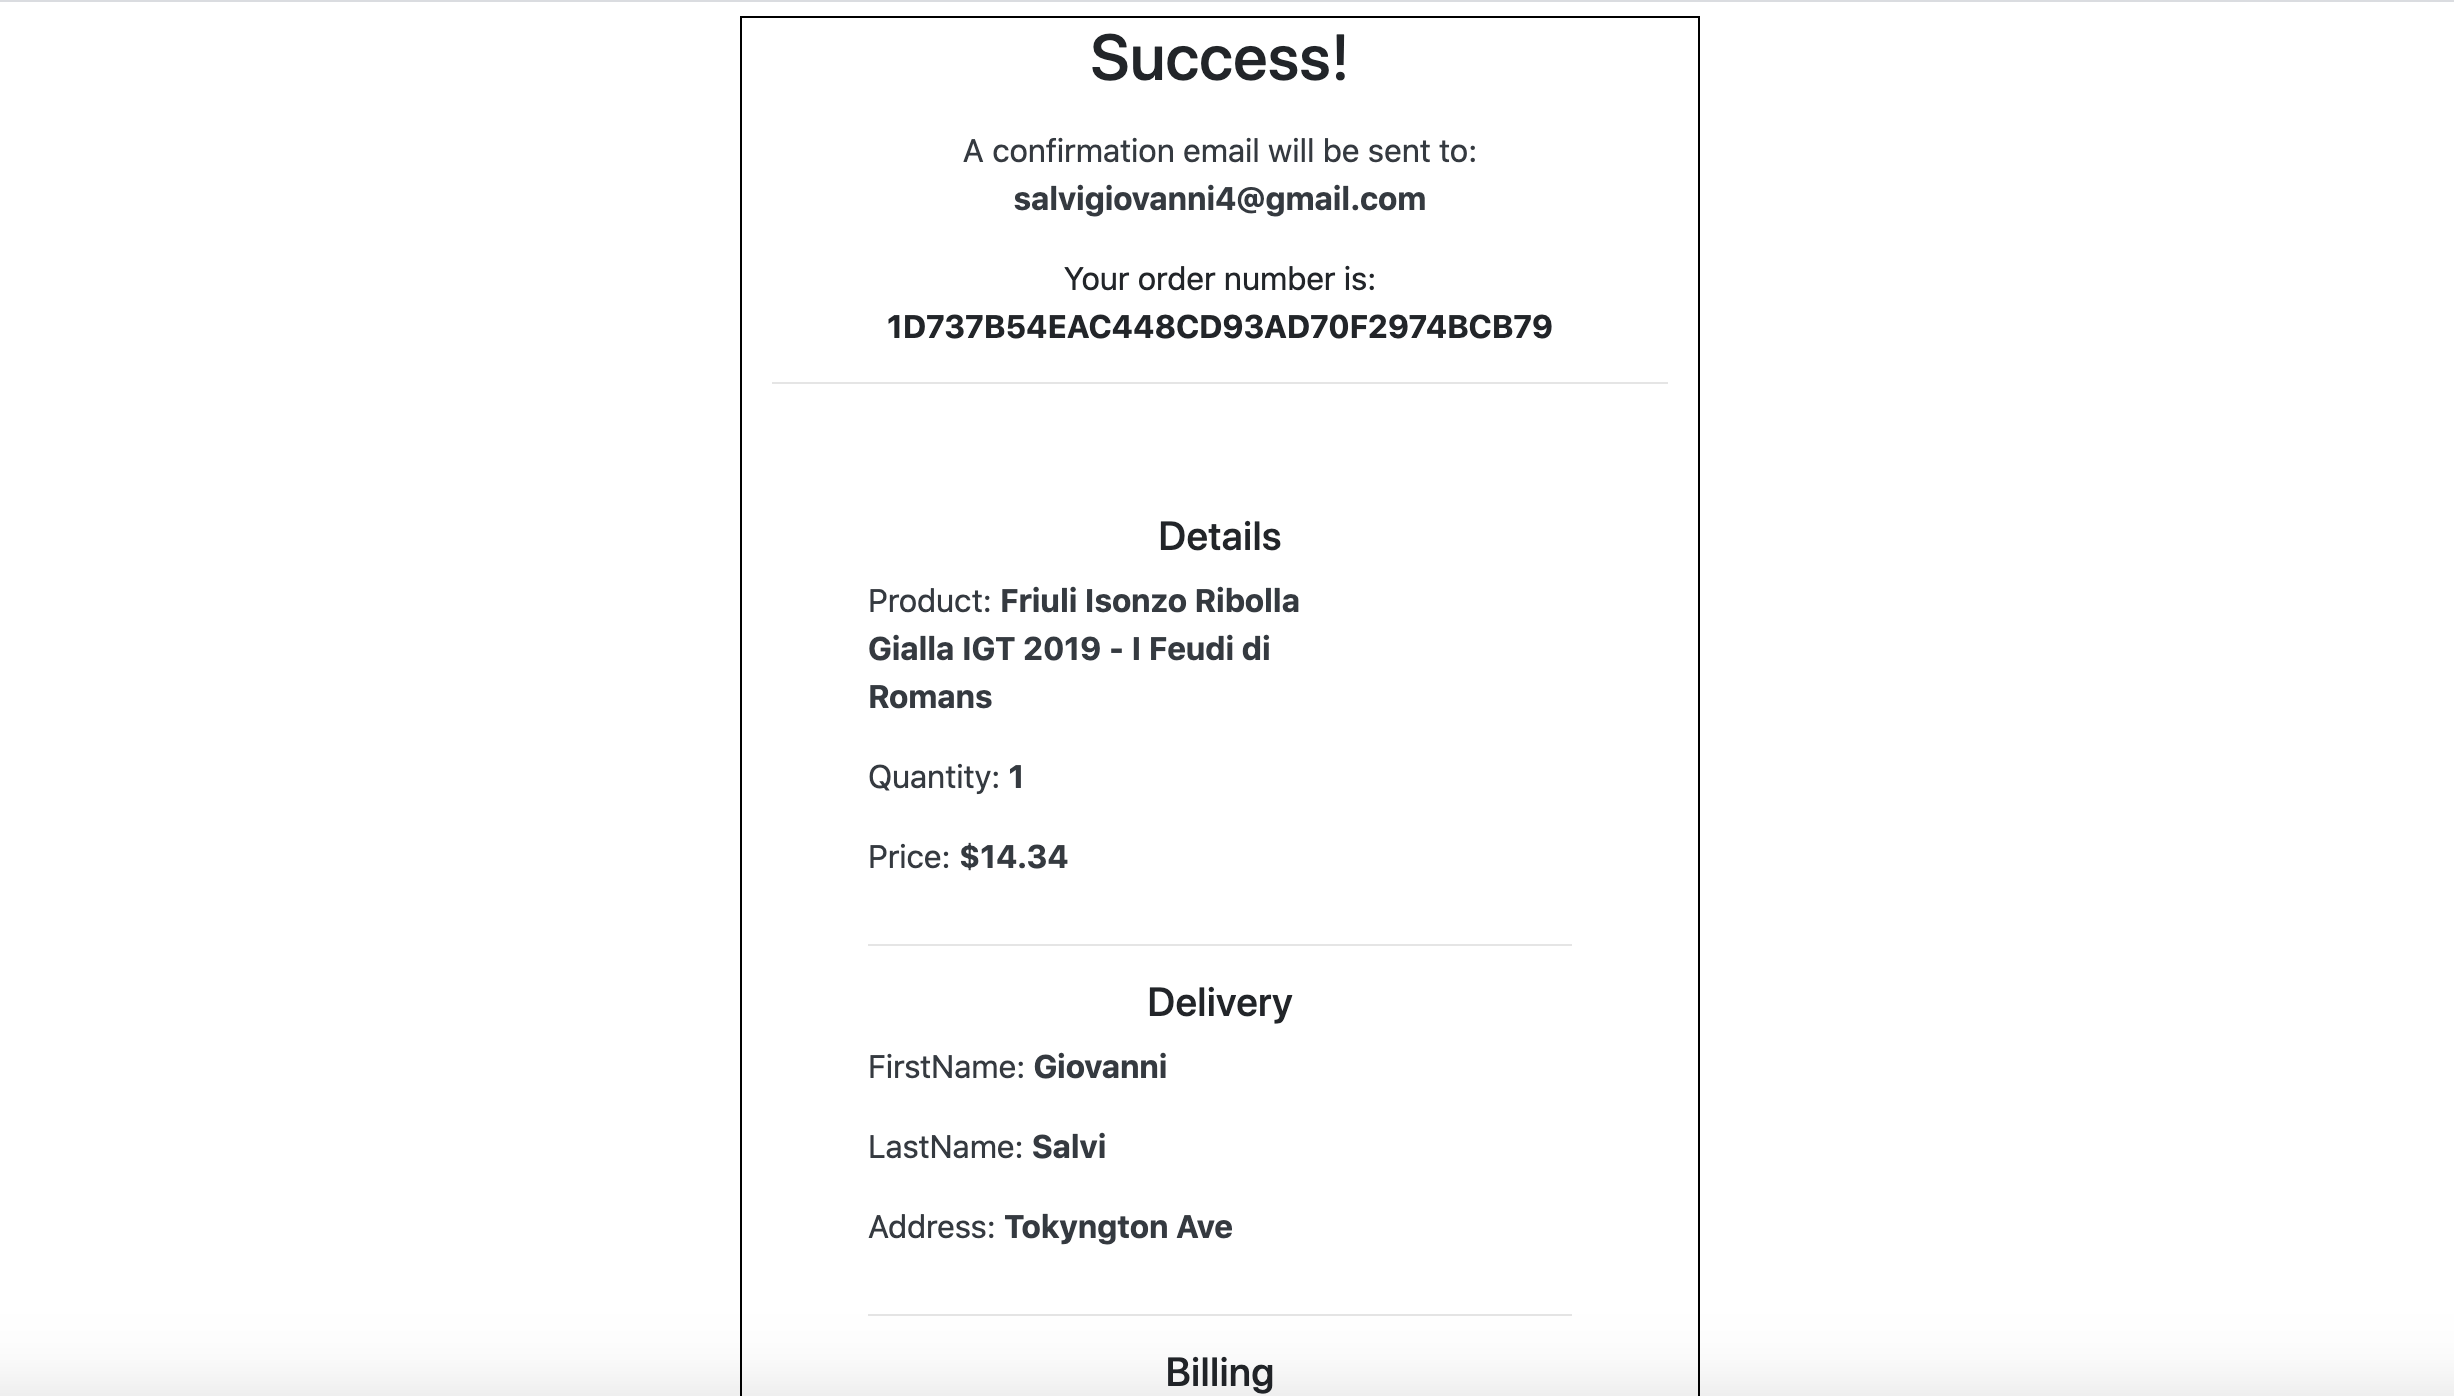 Success!
A confirmation email will be sent to:
salvigiovanni4@gmail.com
Your order number is:
1D737B54EAC448CD93AD70F2974BCB79
Details
Product: Friuli Isonzo Ribolla
Gialla IGT 2019 - I Feudi di
Romans
Quantity: 1
Price: $14.34
Delivery
FirstName: Giovanni
LastName: Salvi
Address: Tokyngton Ave
Billing